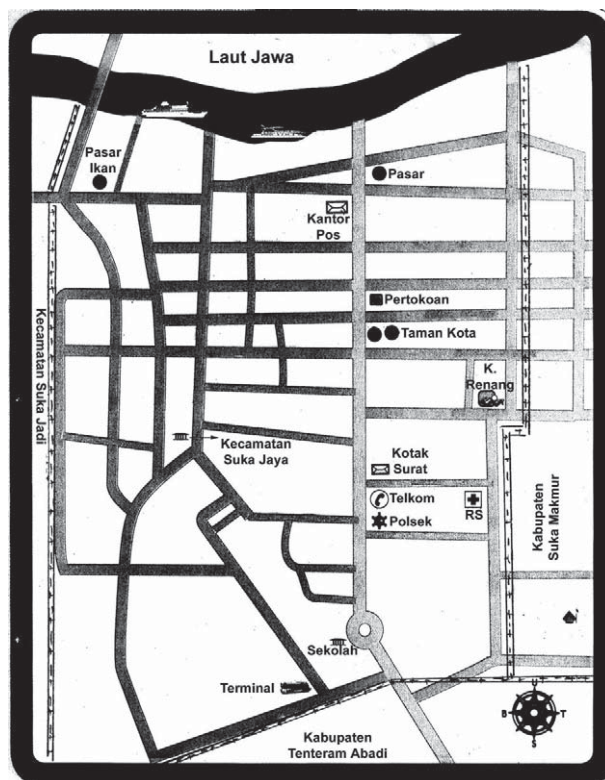 Laut Jawa
Pasar
Ikan
Pasar
Kantor
Pos
Pertokoan
Taman Kota
K.
Renang
Kecamatan Suka Jadi
Kecamatan
Suka Jaya
Kotak
Surat
Telkom
RS
Polsek
Kabupaten
Suka Makmur
Sekolah
Terminal
Kabupaten
Tenteram Abadi
U
B
T
S